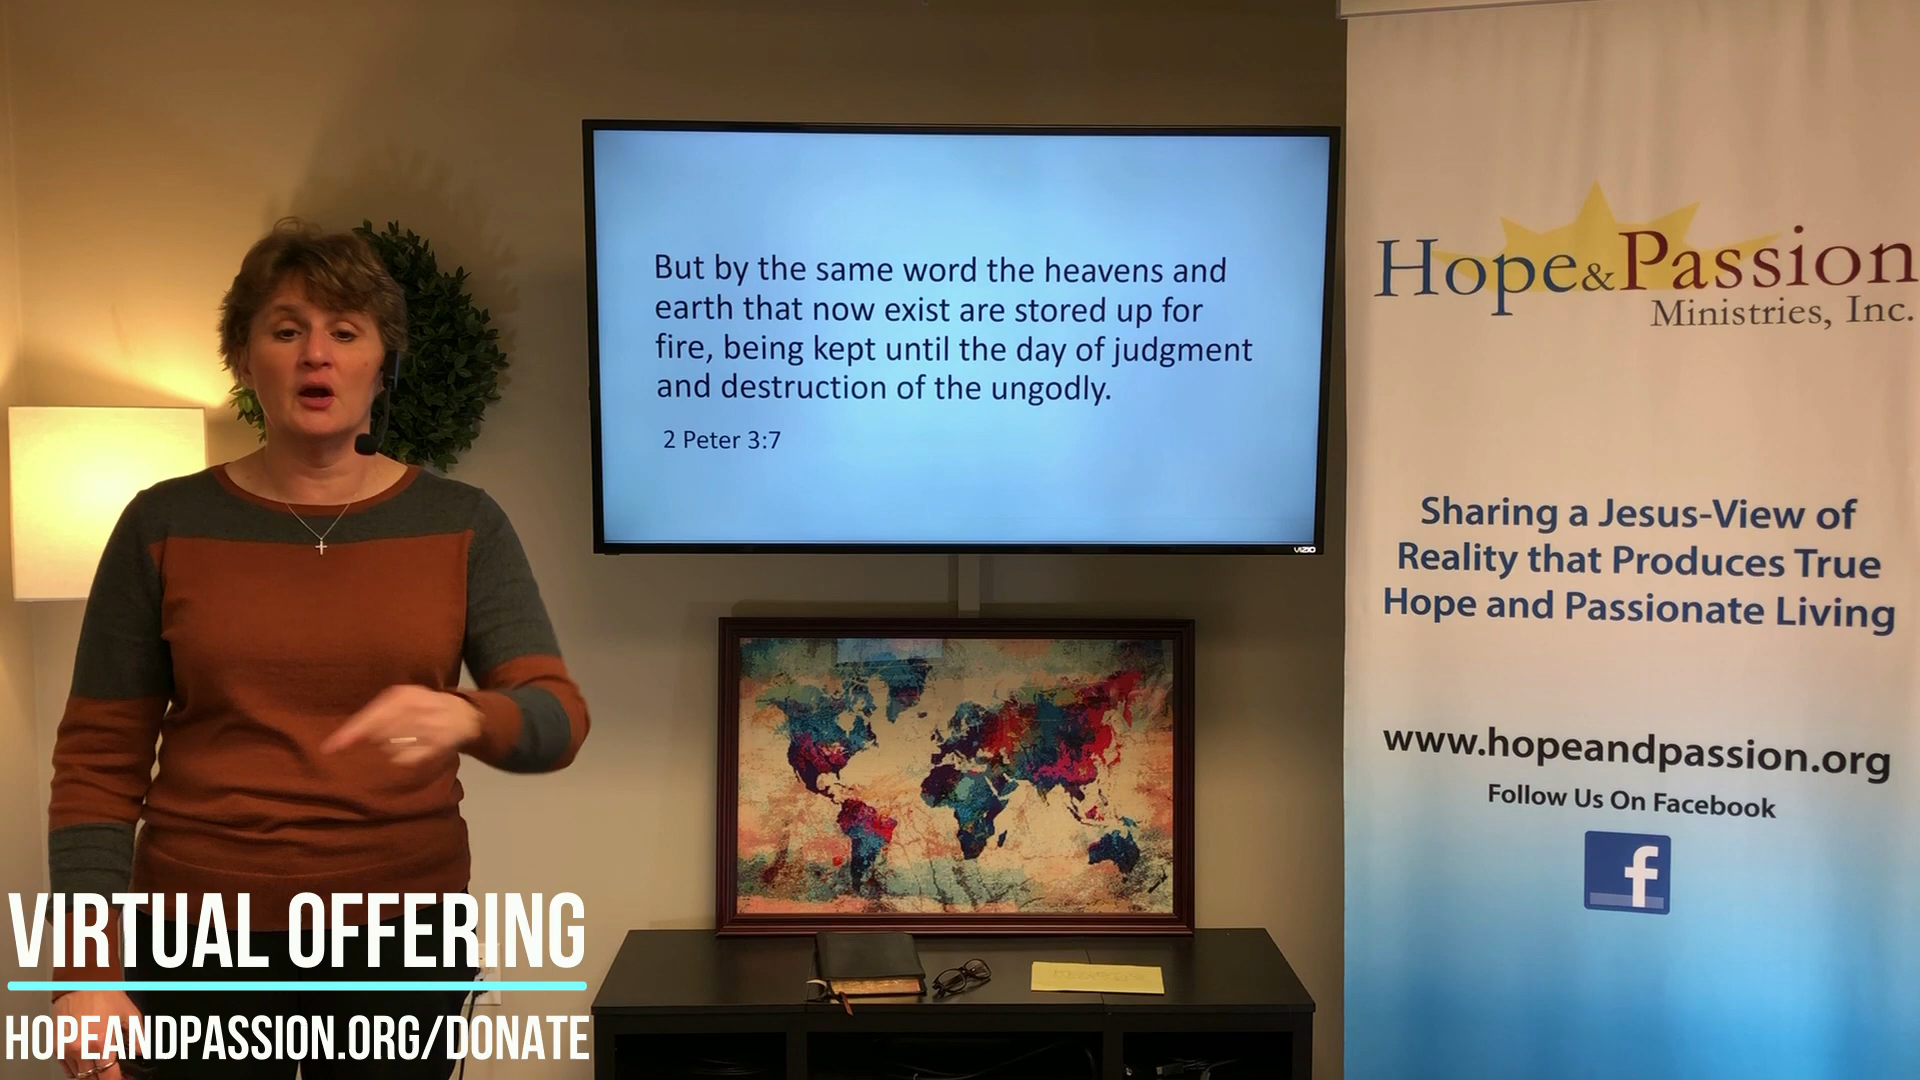 But by the same word the heavens and
earth that now exist are stored up for
fire, being kept until the day of judgment
and destruction of the ungodly.
2 Peter 3:7
VIZIO
Hope&Passion
Ministries, Inc.
Sharing a Jesus-View of
Reality that Produces True
Hope and Passionate Living
www.hopeandpassion.org
Follow Us On Facebook
f
VIRTUAL OFFERING
HOPEANDPASSION.ORG/DONATE